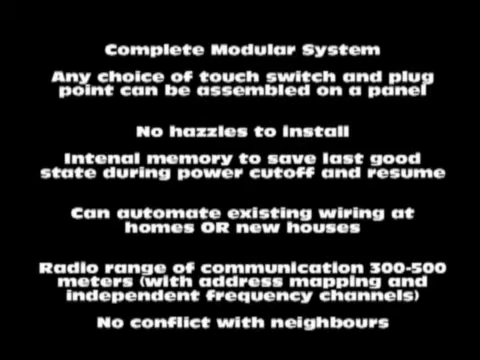 Complete Modular System
Any choice of touch switch and plug
point can be assembled on a panel
No hazzles to install
Intenal memory to save last good
state during power cutoff and resume
Can automate existing wiring at
homes OR new houses
Radio range of communication 300-500
meters (with address mapping and
independent frequency channels)
No conflict with neighbours